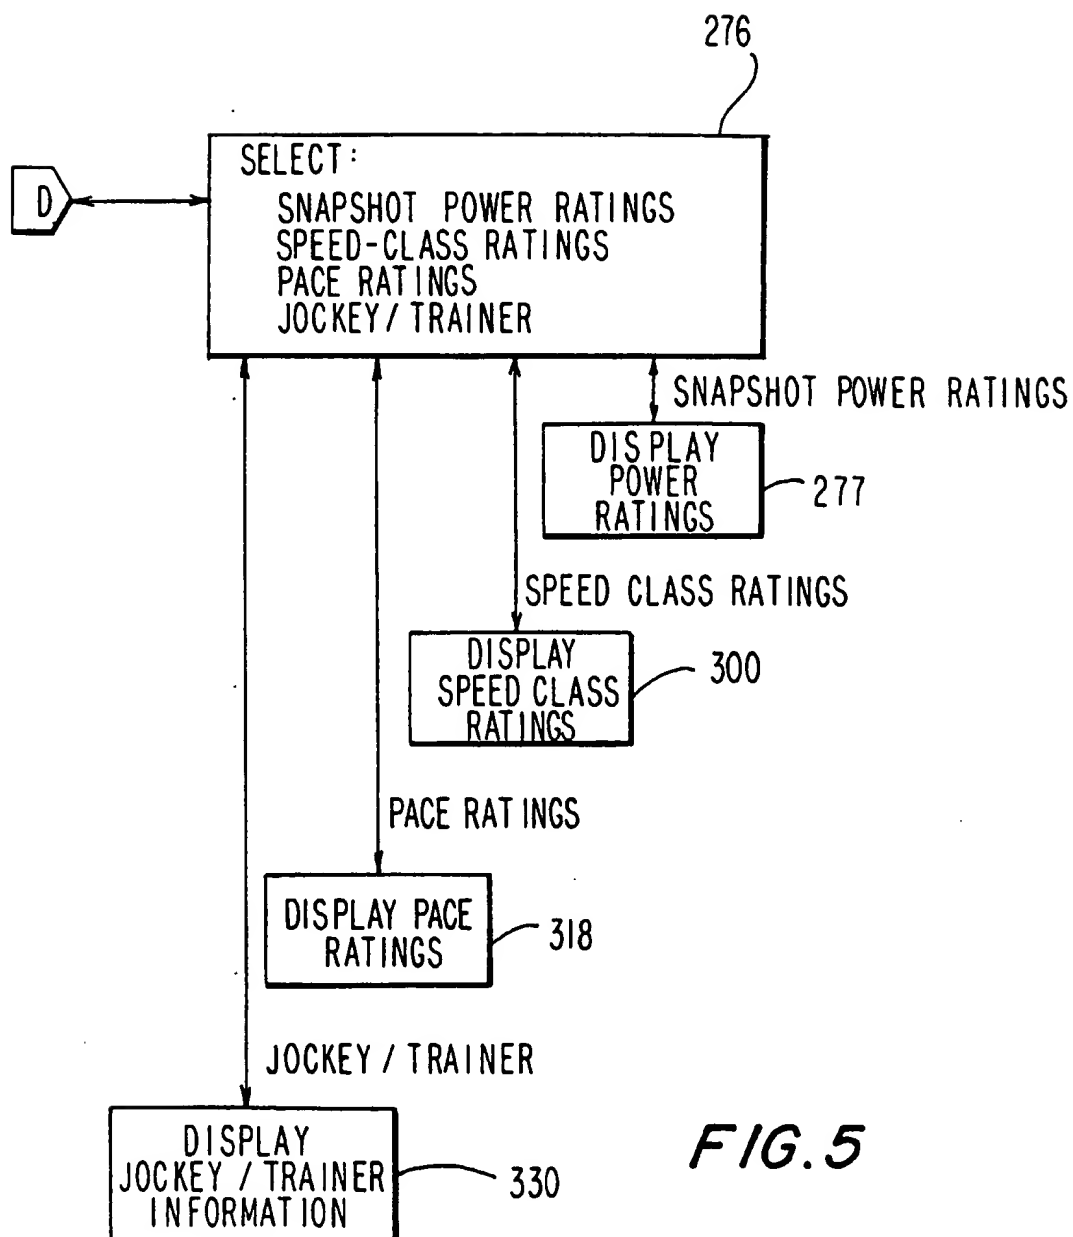 276
SELECT:
D
SNAPSHOT POWER RATINGS
SPEED-CLASS RATINGS
PACE RATINGS
JOCKEY/TRAINER
SNAPSHOT POWER RATINGS
DISPLAY
POWER
RATINGS
277
SPEED CLASS RATINGS
DISPLAY
SPEED CLASS
RATINGS
300
PACE RATINGS
DISPLAY PACE
RATINGS
318
JOCKEY / TRAINER
DISPLAY
JOCKEY / TRAINER
INFORMATION
330
FIG.5